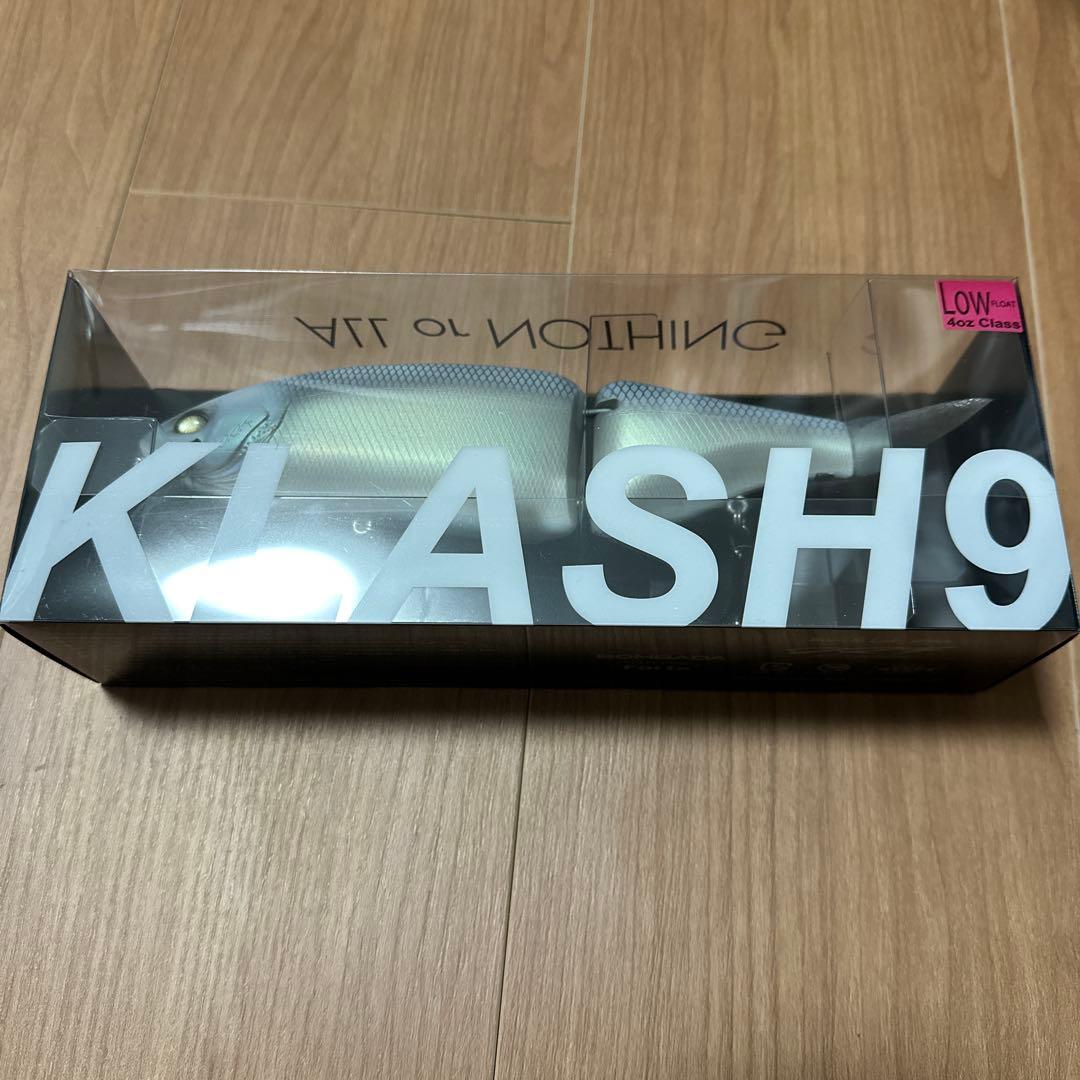 ALL or NOTHING
LOW FLOAT
4oz Class
KLASH9